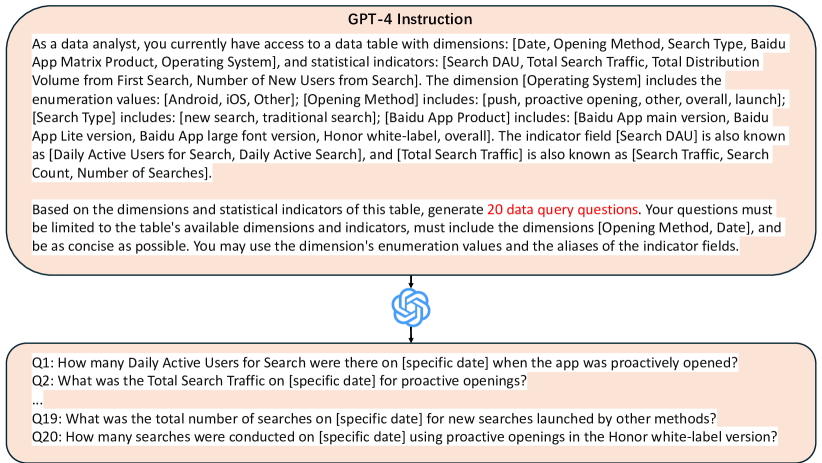 GPT-4 Instruction
As a data analyst, you currently have access to a data table with dimensions: [Date, Opening Method, Search Type, Baidu
App Matrix Product, Operating System], and statistical indicators: [Search DAU, Total Search Traffic, Total Distribution
Volume from First Search, Number of New Users from Search]. The dimension [Operating System] includes the
enumeration values: [Android, iOS, Other]; [Opening Method] includes: [push, proactive opening, other, overall, launch];
[Search Type] includes: [new search, traditional search]; [Baidu App Product] includes: [Baidu App main version, Baidu
App Lite version, Baidu App large font version, Honor white-label, overall]. The indicator field [Search DAU] is also known
as [Daily Active Users for Search, Daily Active Search], and [Total Search Traffic] is also known as [Search Traffic, Search
Count, Number of Searches].
Based on the dimensions and statistical indicators of this table, generate 20 data query questions. Your questions must
be limited to the table's available dimensions and indicators, must include the dimensions [Opening Method, Date], and
be as concise as possible. You may use the dimension's enumeration values and the aliases of the indicator fields.
Q1: How many Daily Active Users for Search were there on [specific date] when the app was proactively opened?
Q2: What was the Total Search Traffic on [specific date] for proactive openings?
...
Q19: What was the total number of searches on [specific date] for new searches launched by other methods?
Q20: How many searches were conducted on [specific date] using proactive openings in the Honor white-label version?